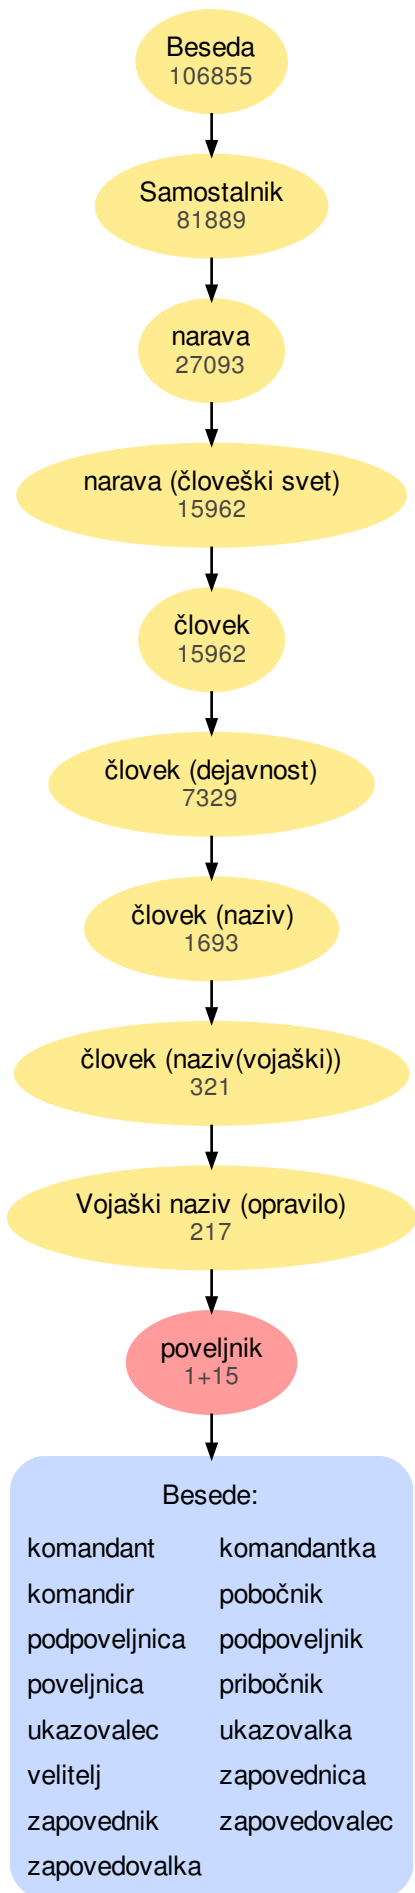 Beseda
106855
Samostalnik
81889
narava
27093
narava (človeški svet)
15962
človek
15962
človek (dejavnost)
7329
človek (naziv)
1693
človek (naziv(vojaški))
321
Vojaški naziv (opravilo)
217
poveljnik
1+15
Besede:
komandant komandantka
komandir pobočnik
podpoveljnica podpoveljnik
poveljnica pribočnik
ukazovalec ukazovalka
velitelj zapovednica
zapovednik zapovedovalec
zapovedovalka